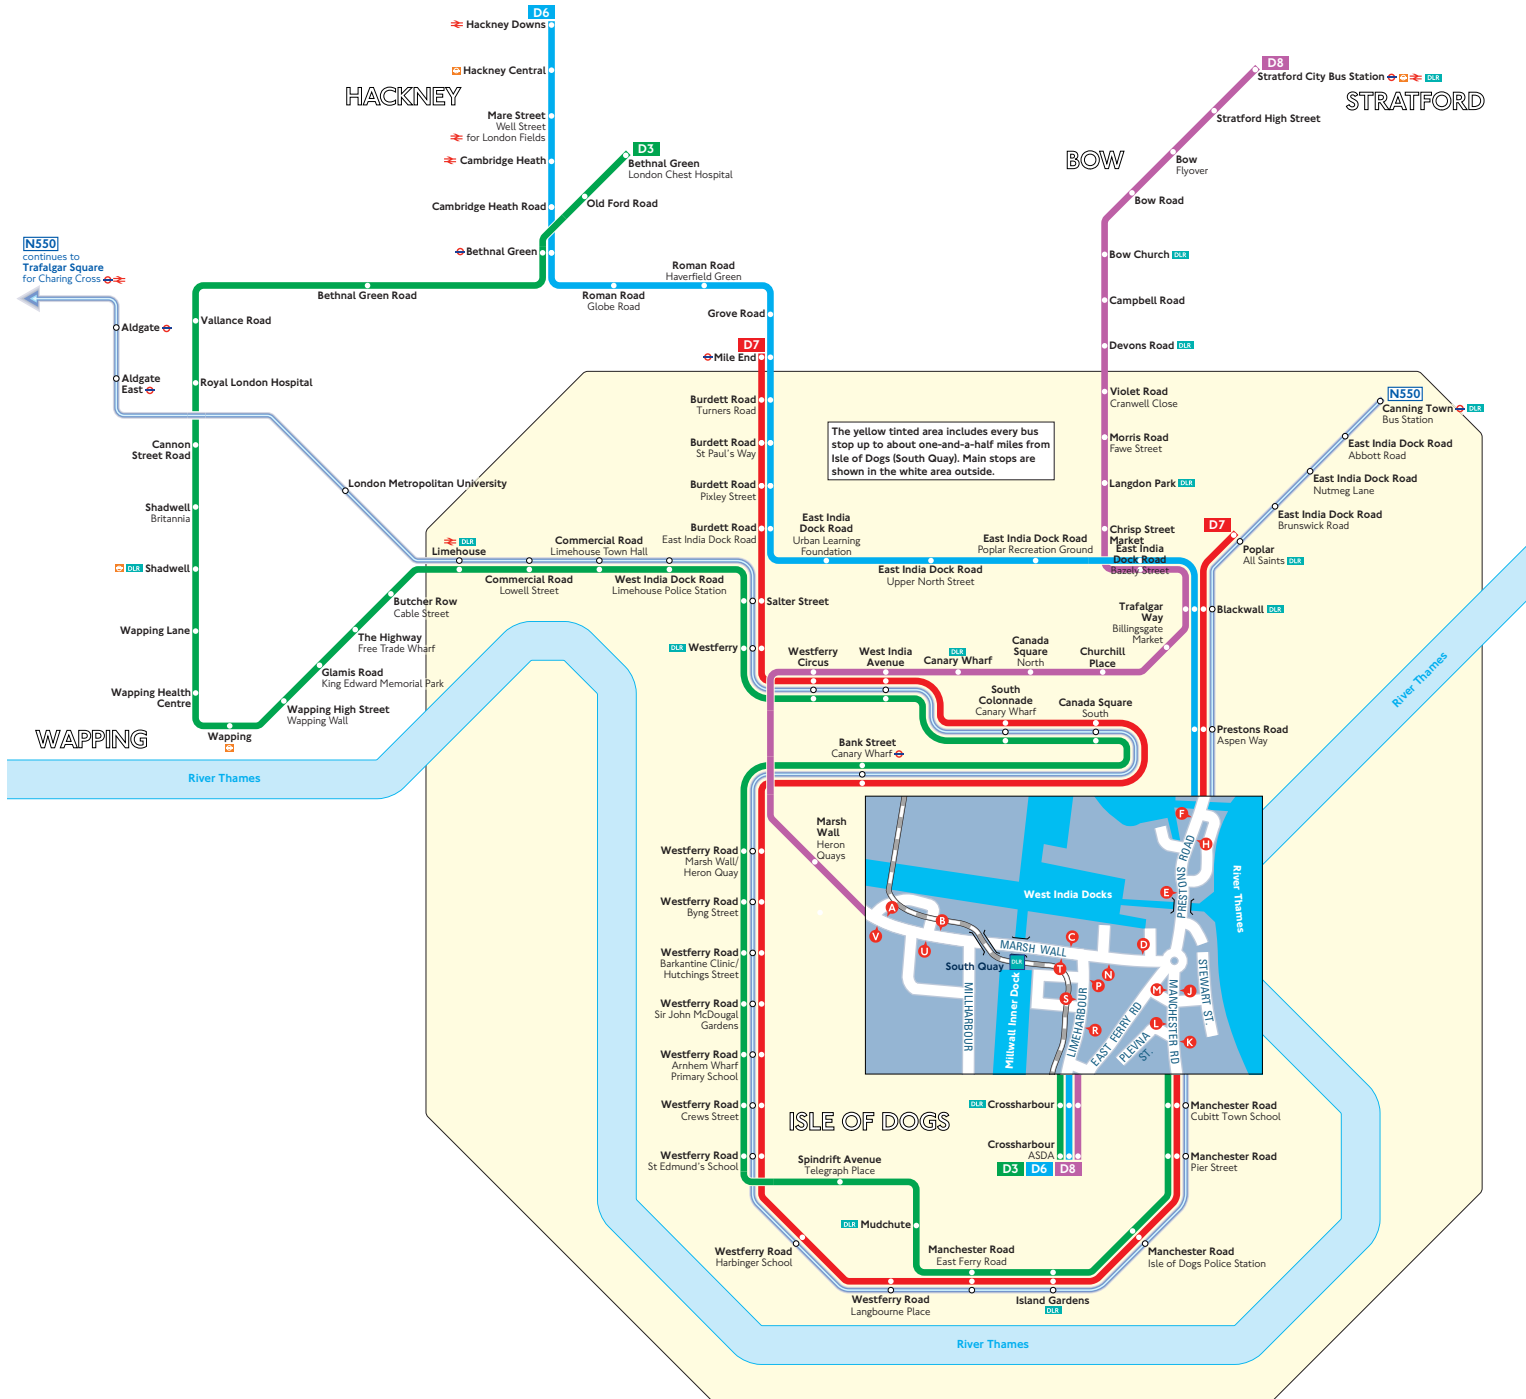 D6
Hackney Downs
Hackney Central
HACKNEY
Mare Street
Well Street
for London Fields
Cambridge Heath
D3
Bethnal Green
London Chest Hospital
Old Ford Road
Cambridge Heath Road
Bethnal Green
D8
Stratford City Bus Station
DLR
STRATFORD
Stratford High Street
BOW
Bow
Flyover
Bow Road
Bow Church DLR
Campbell Road
Devons Road DLR
Violet Road
Cranwell Close
Morris Road
Fawe Street
Langdon Park DLR
Chrisp Street
Market
N550
continues to
Trafalgar Square
for Charing Cross
Aldgate
Aldgate
East
Bethnal Green Road
Vallance Road
Royal London Hospital
Cannon
Street Road
Shadwell
Britannia
DLR Shadwell
Wapping Lane
Wapping Health
Centre
WAPPING
Wapping
Wapping High Street
Wapping Wall
Glamis Road
King Edward Memorial Park
The Highway
Free Trade Wharf
Butcher Row
Cable Street
London Metropolitan University
Roman Road
Globe Road
Roman Road
Haverfield Green
Grove Road
D7
Mile End
Burdett Road
Turners Road
Burdett Road
St Paul's Way
Burdett Road
Pixley Street
Burdett Road
East India Dock Road
The yellow tinted area includes every bus
stop up to about one-and-a-half miles from
Isle of Dogs (South Quay). Main stops are
shown in the white area outside.
N550
Canning Town DLR
Bus Station
East India Dock Road
Abbott Road
East India Dock Road
Nutmeg Lane
East India Dock Road
Brunswick Road
D7
Poplar
All Saints DLR
DLR
Limehouse
Commercial Road
Limehouse Town Hall
Commercial Road
Lowell Street
West India Dock Road
Limehouse Police Station
East India
Dock Road
Urban Learning
Foundation
East India Dock Road
Upper North Street
East India Dock Road
Poplar Recreation Ground
East India
Dock Road
Bazely Street
Salter Street
DLR Westferry
Westferry
Circus
West India
Avenue
DLR
Canary Wharf
Canada
Square
North
Churchill
Place
Trafalgar
Way
Billingsgate
Market
Blackwall DLR
South
Colonnade
Canary Wharf
Canada Square
South
Bank Street
Canary Wharf
Prestons Road
Aspen Way
River Thames
River Thames
Marsh
Wall
Heron
Quays
Westferry Road
Marsh Wall/
Heron Quay
Westferry Road
Byng Street
Westferry Road
Barkantine Clinic/
Hutchings Street
Westferry Road
Sir John McDougal
Gardens
Westferry Road
Arnhem Wharf
Primary School
Westferry Road
Crews Street
Westferry Road
St Edmund's School
F
H
PRESTONS ROAD
River Thames
West India Docks
E
A
B
V
U
C
D
MARSH WALL
South Quay
DLR
T
N
P
S
R
M
J
L
K
MILLHARBOUR
Millwall Inner Dock
LIMEHARBOUR
EAST FERRY RD
PLEVNA
ST.
MANCHESTER RD
STEWART ST.
ISLE OF DOGS
DLR Crossharbour
Crossharbour
ASDA
D3
D6
D8
Manchester Road
Cubitt Town School
Manchester Road
Pier Street
Spindrift Avenue
Telegraph Place
DLR Mudchute
Manchester Road
East Ferry Road
Manchester Road
Isle of Dogs Police Station
Westferry Road
Harbinger School
Westferry Road
Langbourne Place
Island Gardens
DLR
River Thames